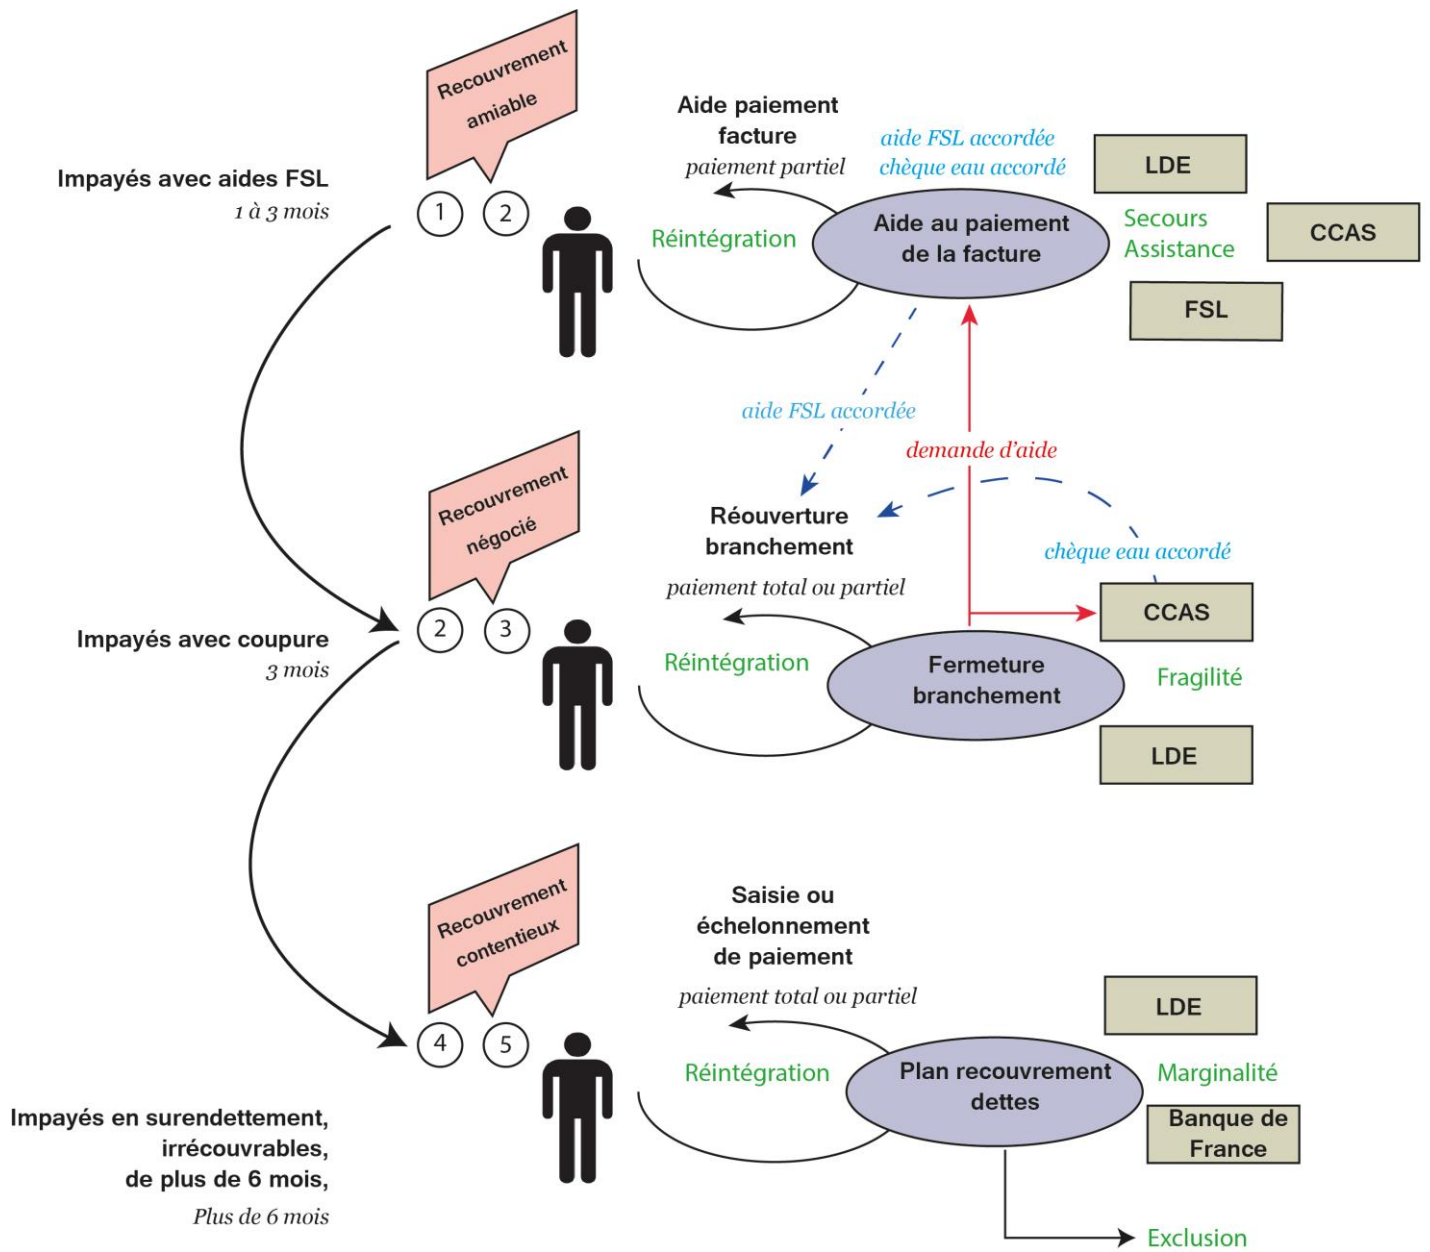 Recouvrement
amiable
Impayés avec aides FSL
1 à 3 mois
1
2
Aide paiement
facture
paiement partiel
aide FSL accordée
chèque eau accordé
Réintégration
Aide au paiement
de la facture
LDE
Secours
Assistance
CCAS
FSL
aide FSL accordée
demande d’aide
Recouvrement
négocié
Impayés avec coupure
3 mois
2
3
Réouverture
branchement
paiement total ou partiel
chèque eau accordé
Réintégration
Fermeture
branchement
CCAS
Fragilité
LDE
Recouvrement
contentieux
4
5
Impayés en surendettement,
irrécouvrables,
de plus de 6 mois,
Plus de 6 mois
Saisie ou
échelonnement
de paiement
paiement total ou partiel
Réintégration
Plan recouvrement
dettes
LDE
Marginalité
Banque de
France
Exclusion